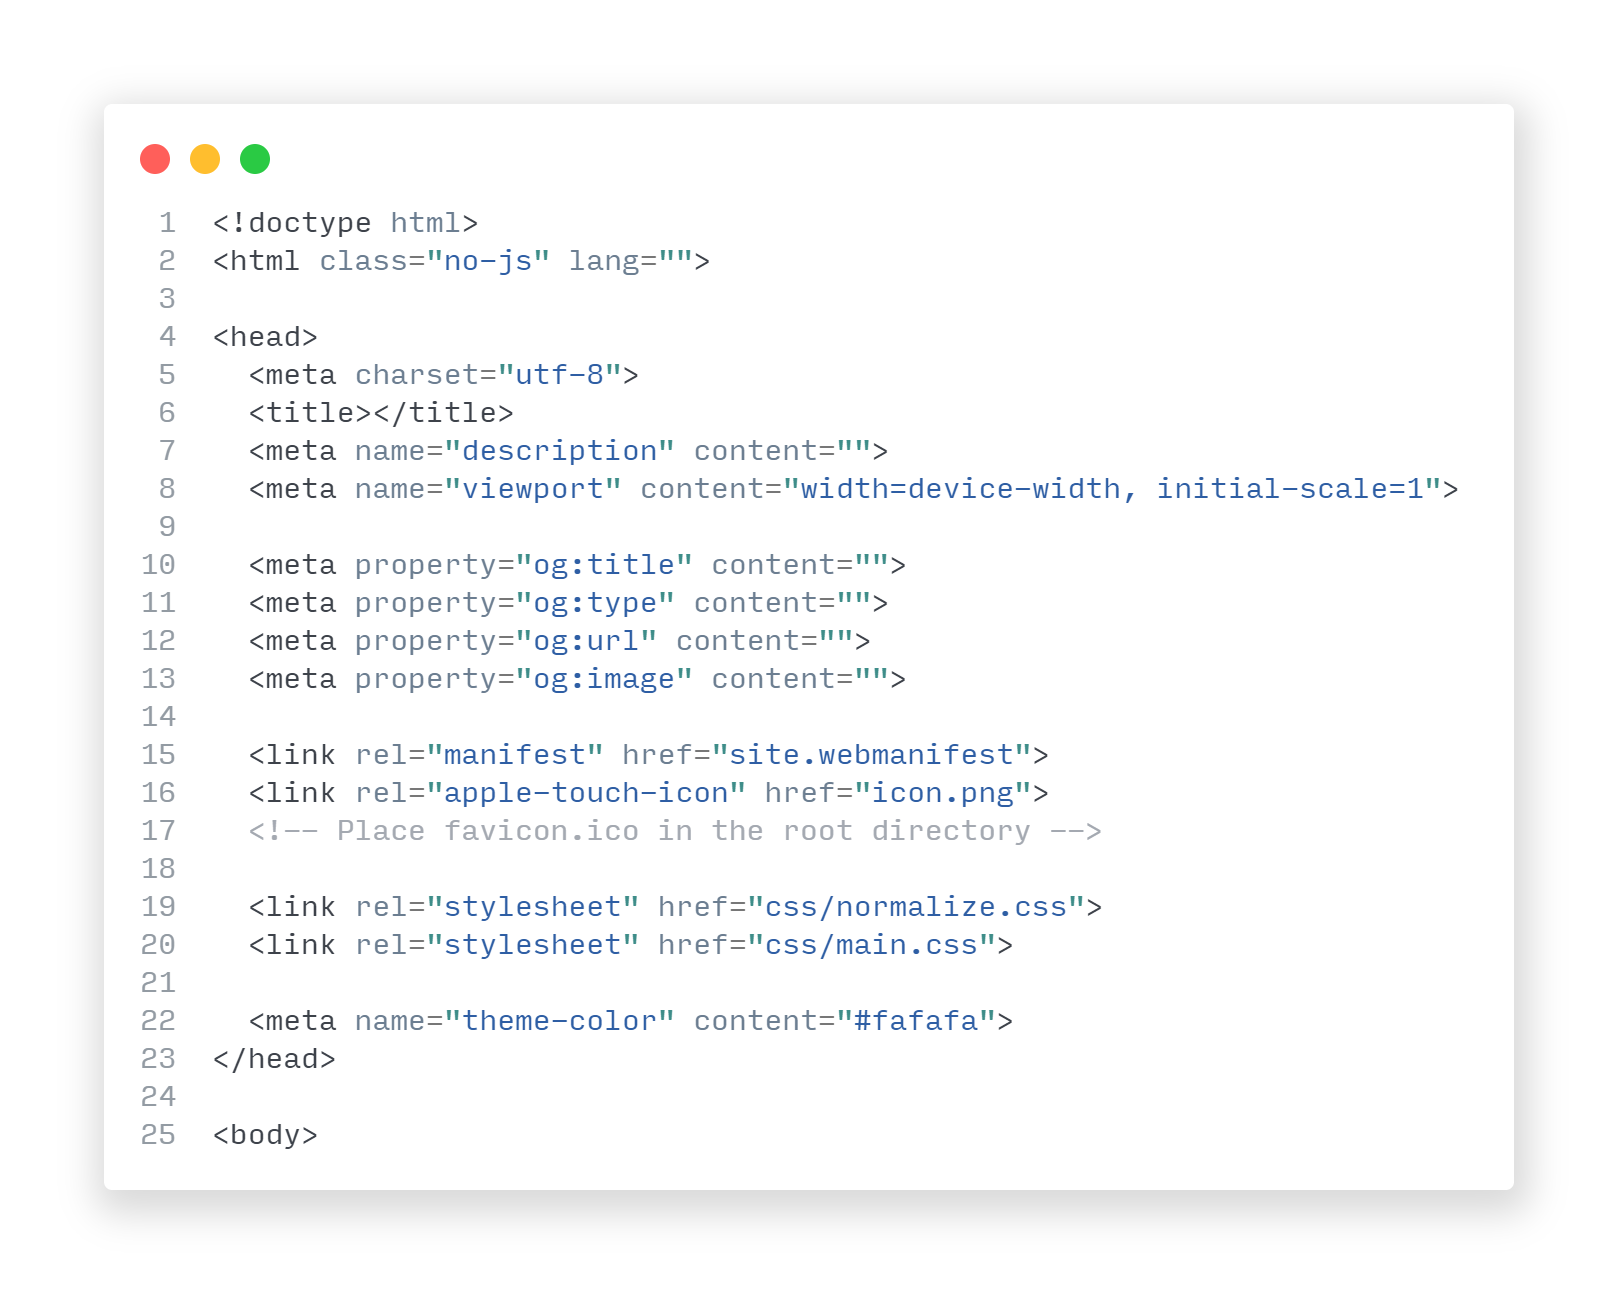 1 <!doctype html>
2 <html class="no-js" lang="">
3
4 <head>
5   <meta charset="utf-8">
6   <title></title>
7   <meta name="description" content="">
8   <meta name="viewport" content="width=device-width, initial-scale=1">
9
10   <meta property="og:title" content="">
11   <meta property="og:type" content="">
12   <meta property="og:url" content="">
13   <meta property="og:image" content="">
14
15   <link rel="manifest" href="site.webmanifest">
16   <link rel="apple-touch-icon" href="icon.png">
17   <!-- Place favicon.ico in the root directory -->
18
19   <link rel="stylesheet" href="css/normalize.css">
20   <link rel="stylesheet" href="css/main.css">
21
22   <meta name="theme-color" content="#fafafa">
23 </head>
24
25 <body>